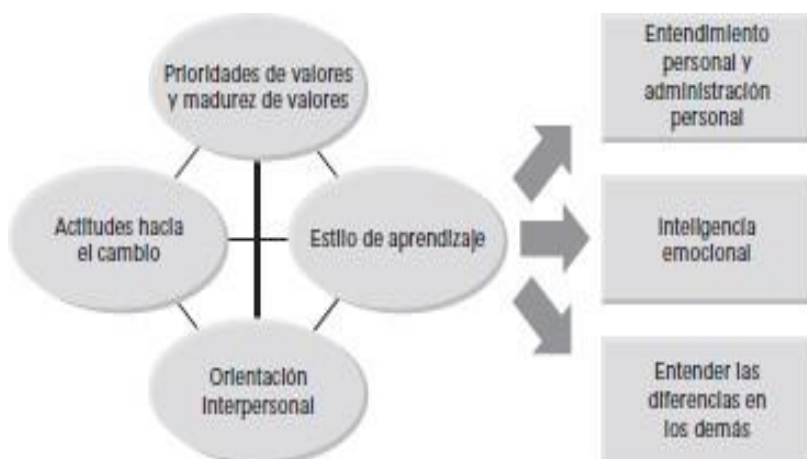 Prioridades de valores
y madurez de valores
Actitudes hacia
el cambio
Estilo de aprendizaje
Orientación
Interpersonal
Entendimiento
personal y
administración
personal
Inteligencia
emocional
Entender las
diferencias en
los demás